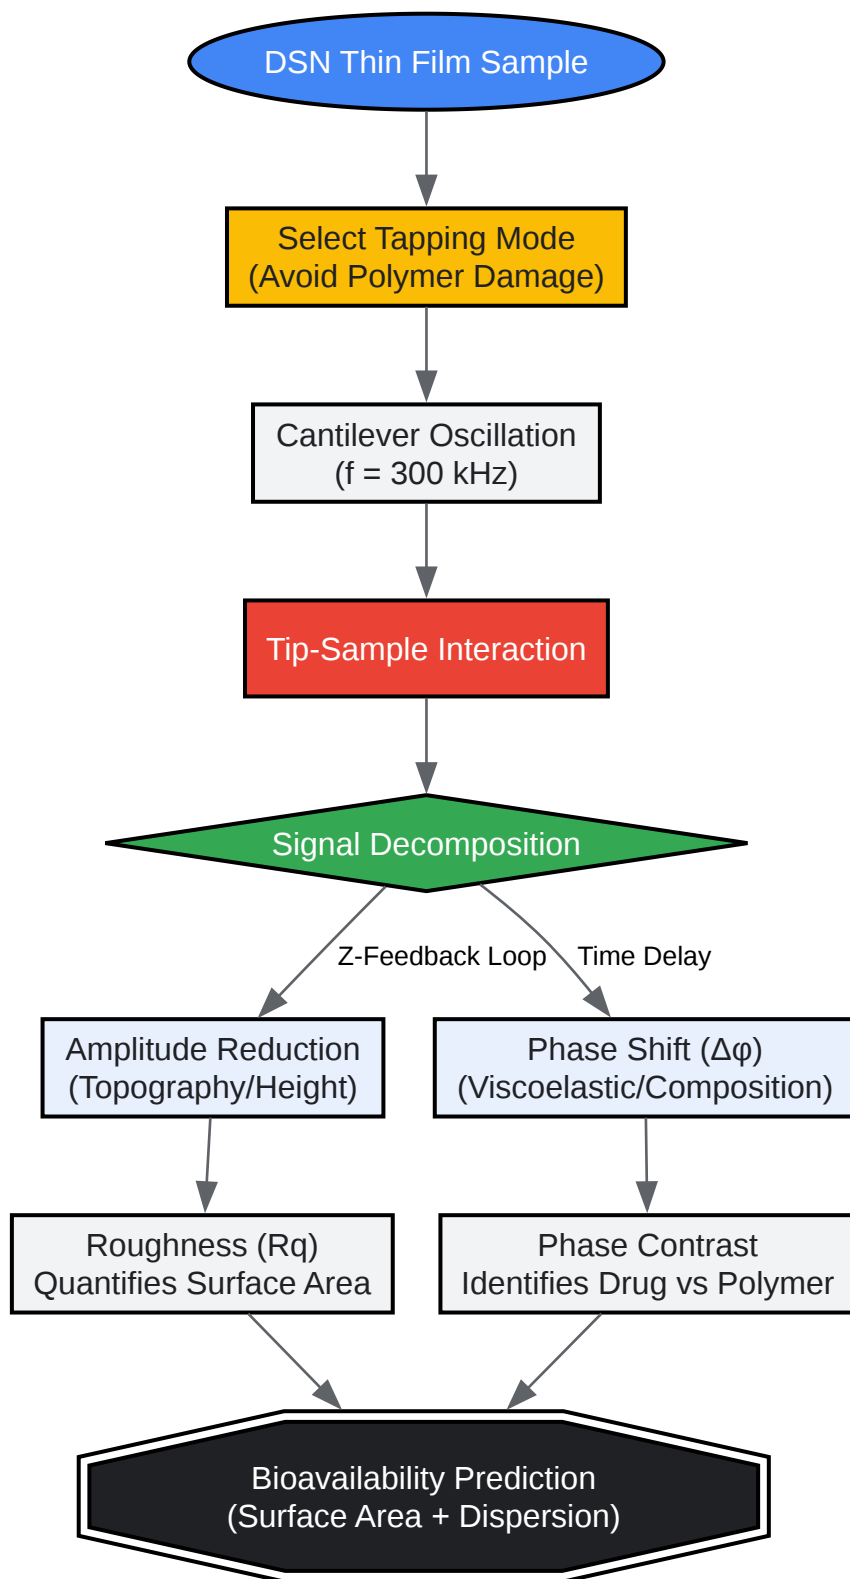 DSN Thin Film Sample
Select Tapping Mode
(Avoid Polymer Damage)
Cantilever Oscillation
(f = 300 kHz)
Tip-Sample Interaction
Signal Decomposition
Z-Feedback Loop
Time Delay
Amplitude Reduction
(Topography/Height)
Phase Shift (Δφ)
(Viscoelastic/Composition)
Roughness (Rq)
Quantifies Surface Area
Phase Contrast
Identifies Drug vs Polymer
Bioavailability Prediction
(Surface Area + Dispersion)